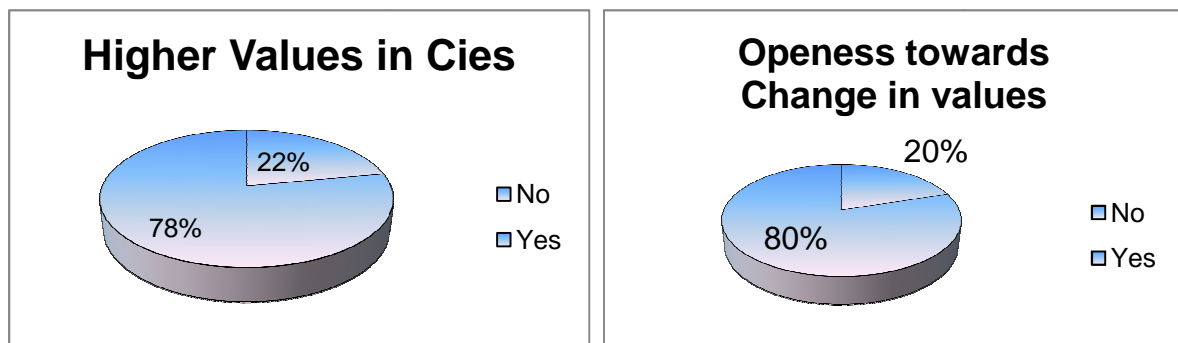 Higher Values in Cies
22%
78%
No
Yes
Openess towards
Change in values
20%
80%
No
Yes